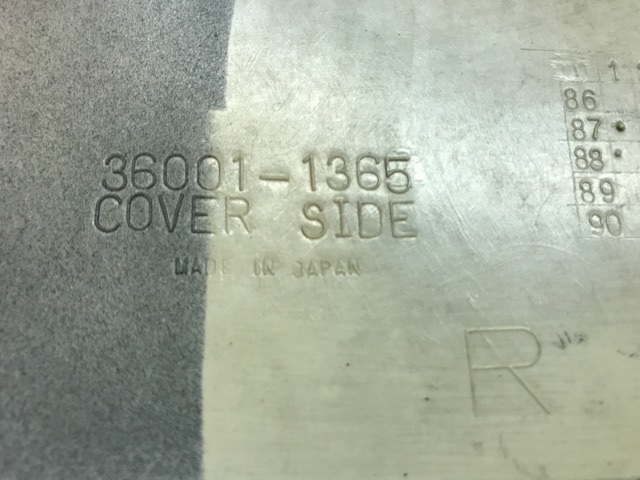 1
86
87
88
89
90
36001-1365
COVER SIDE
MADE IN JAPAN
R